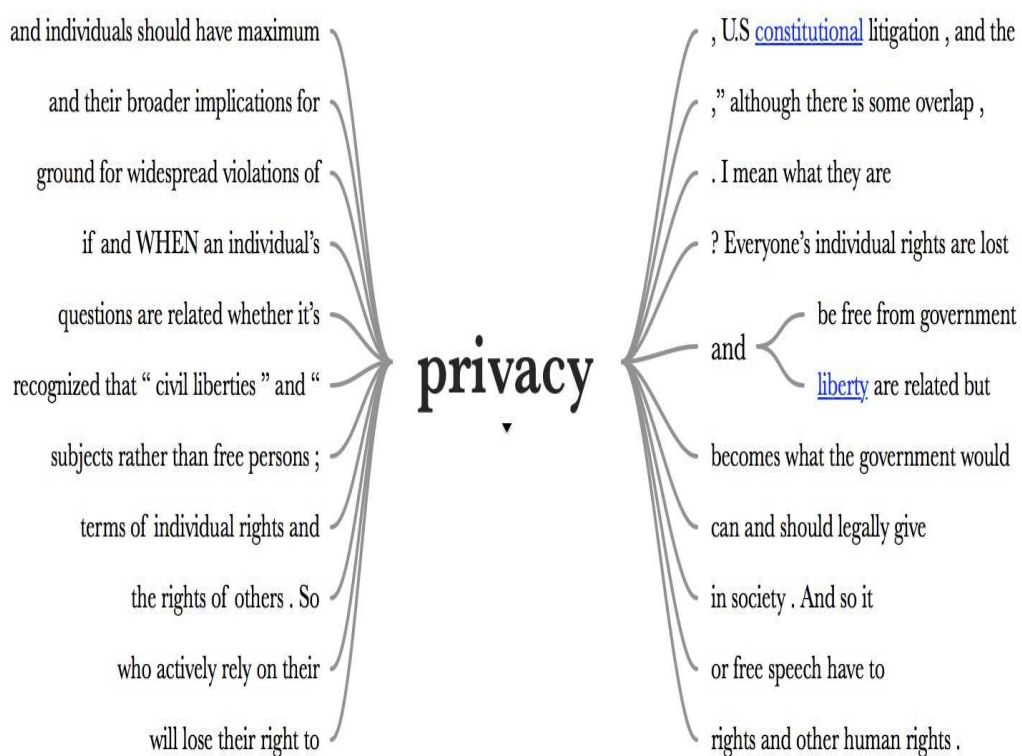 and individuals should have maximum
and their broader implications for
ground for widespread violations of
if and WHEN an individual’s
questions are related whether it’s
recognized that “ civil liberties ” and “
subjects rather than free persons ;
terms of individual rights and
the rights of others . So
who actively rely on their
will lose their right to
privacy
, U.S constitutional litigation , and the
,” although there is some overlap ,
. I mean what they are
? Everyone’s individual rights are lost
and
be free from government
liberty are related but
becomes what the government would
can and should legally give
in society . And so it
or free speech have to
rights and other human rights .